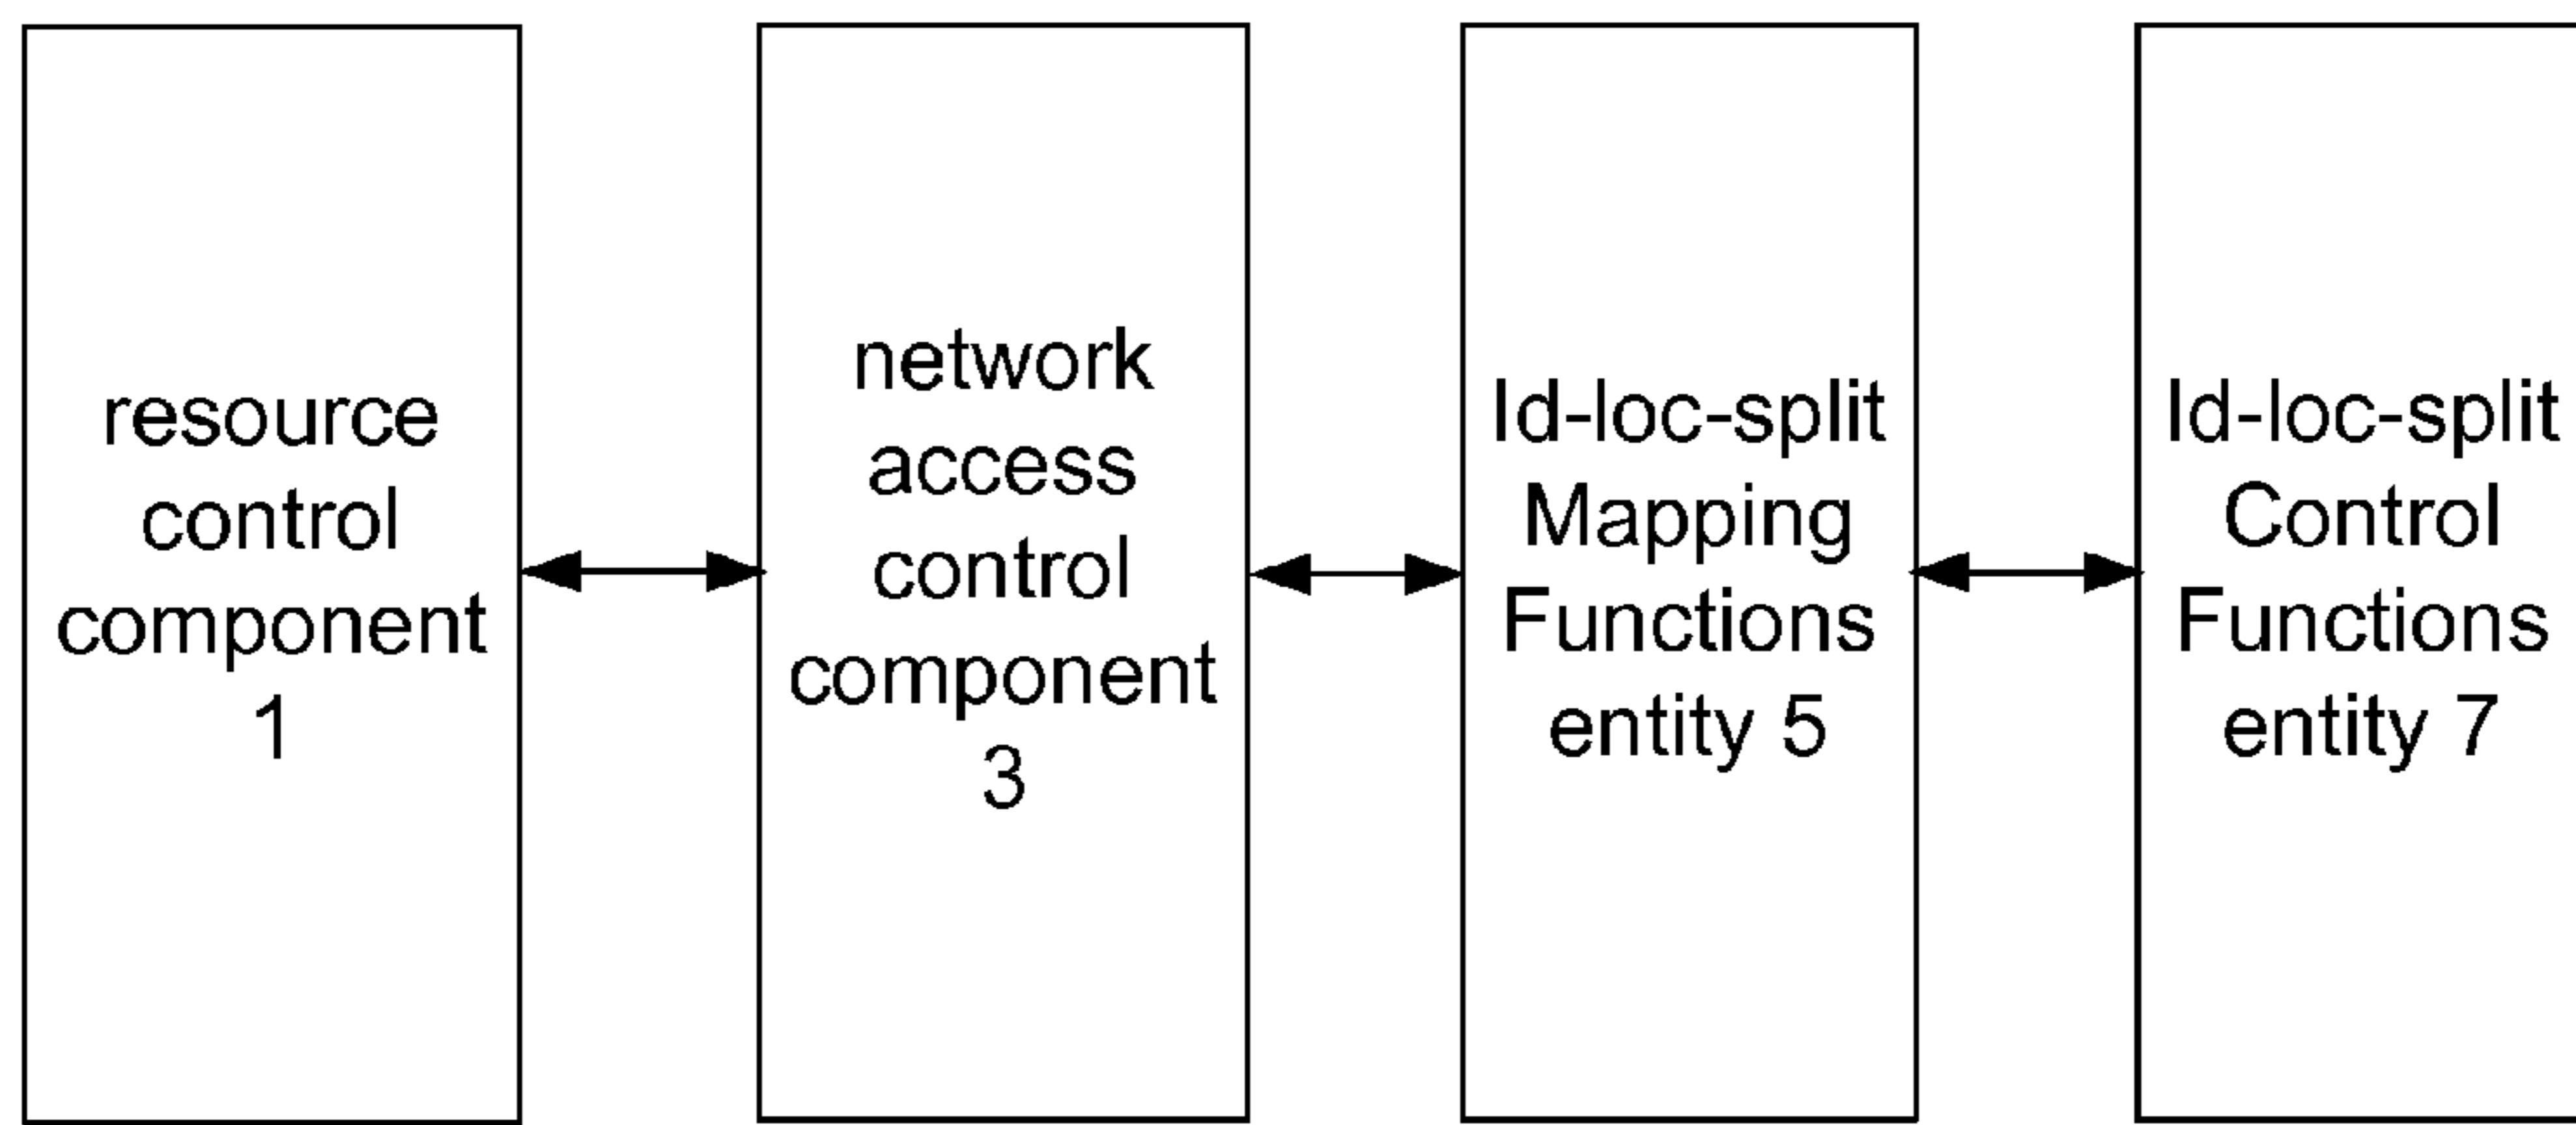 resource
control
component
1
network
access
control
component
3
Id-loc-split
Mapping
Functions
entity 5
Id-loc-split
Control
Functions
entity 7